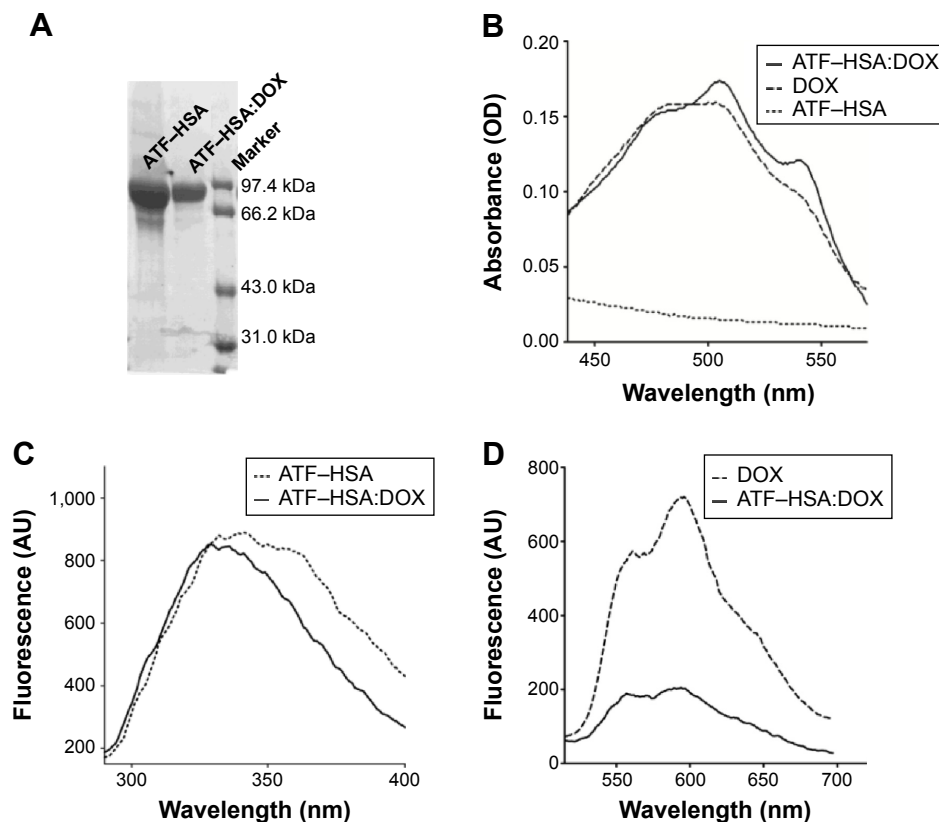 A
ATF–HSA
ATF–HSA:DOX
Marker
97.4 kDa
66.2 kDa
43.0 kDa
31.0 kDa
B
0.20
0.15
0.10
0.05
0.00
Absorbance (OD)
ATF–HSA:DOX
DOX
ATF–HSA
450 500 550
Wavelength (nm)
C
1,000
800
600
400
200
Fluorescence (AU)
ATF–HSA
ATF–HSA:DOX
300 350 400
Wavelength (nm)
D
800
600
400
200
0
Fluorescence (AU)
DOX
ATF–HSA:DOX
550 600 650 700
Wavelength (nm)